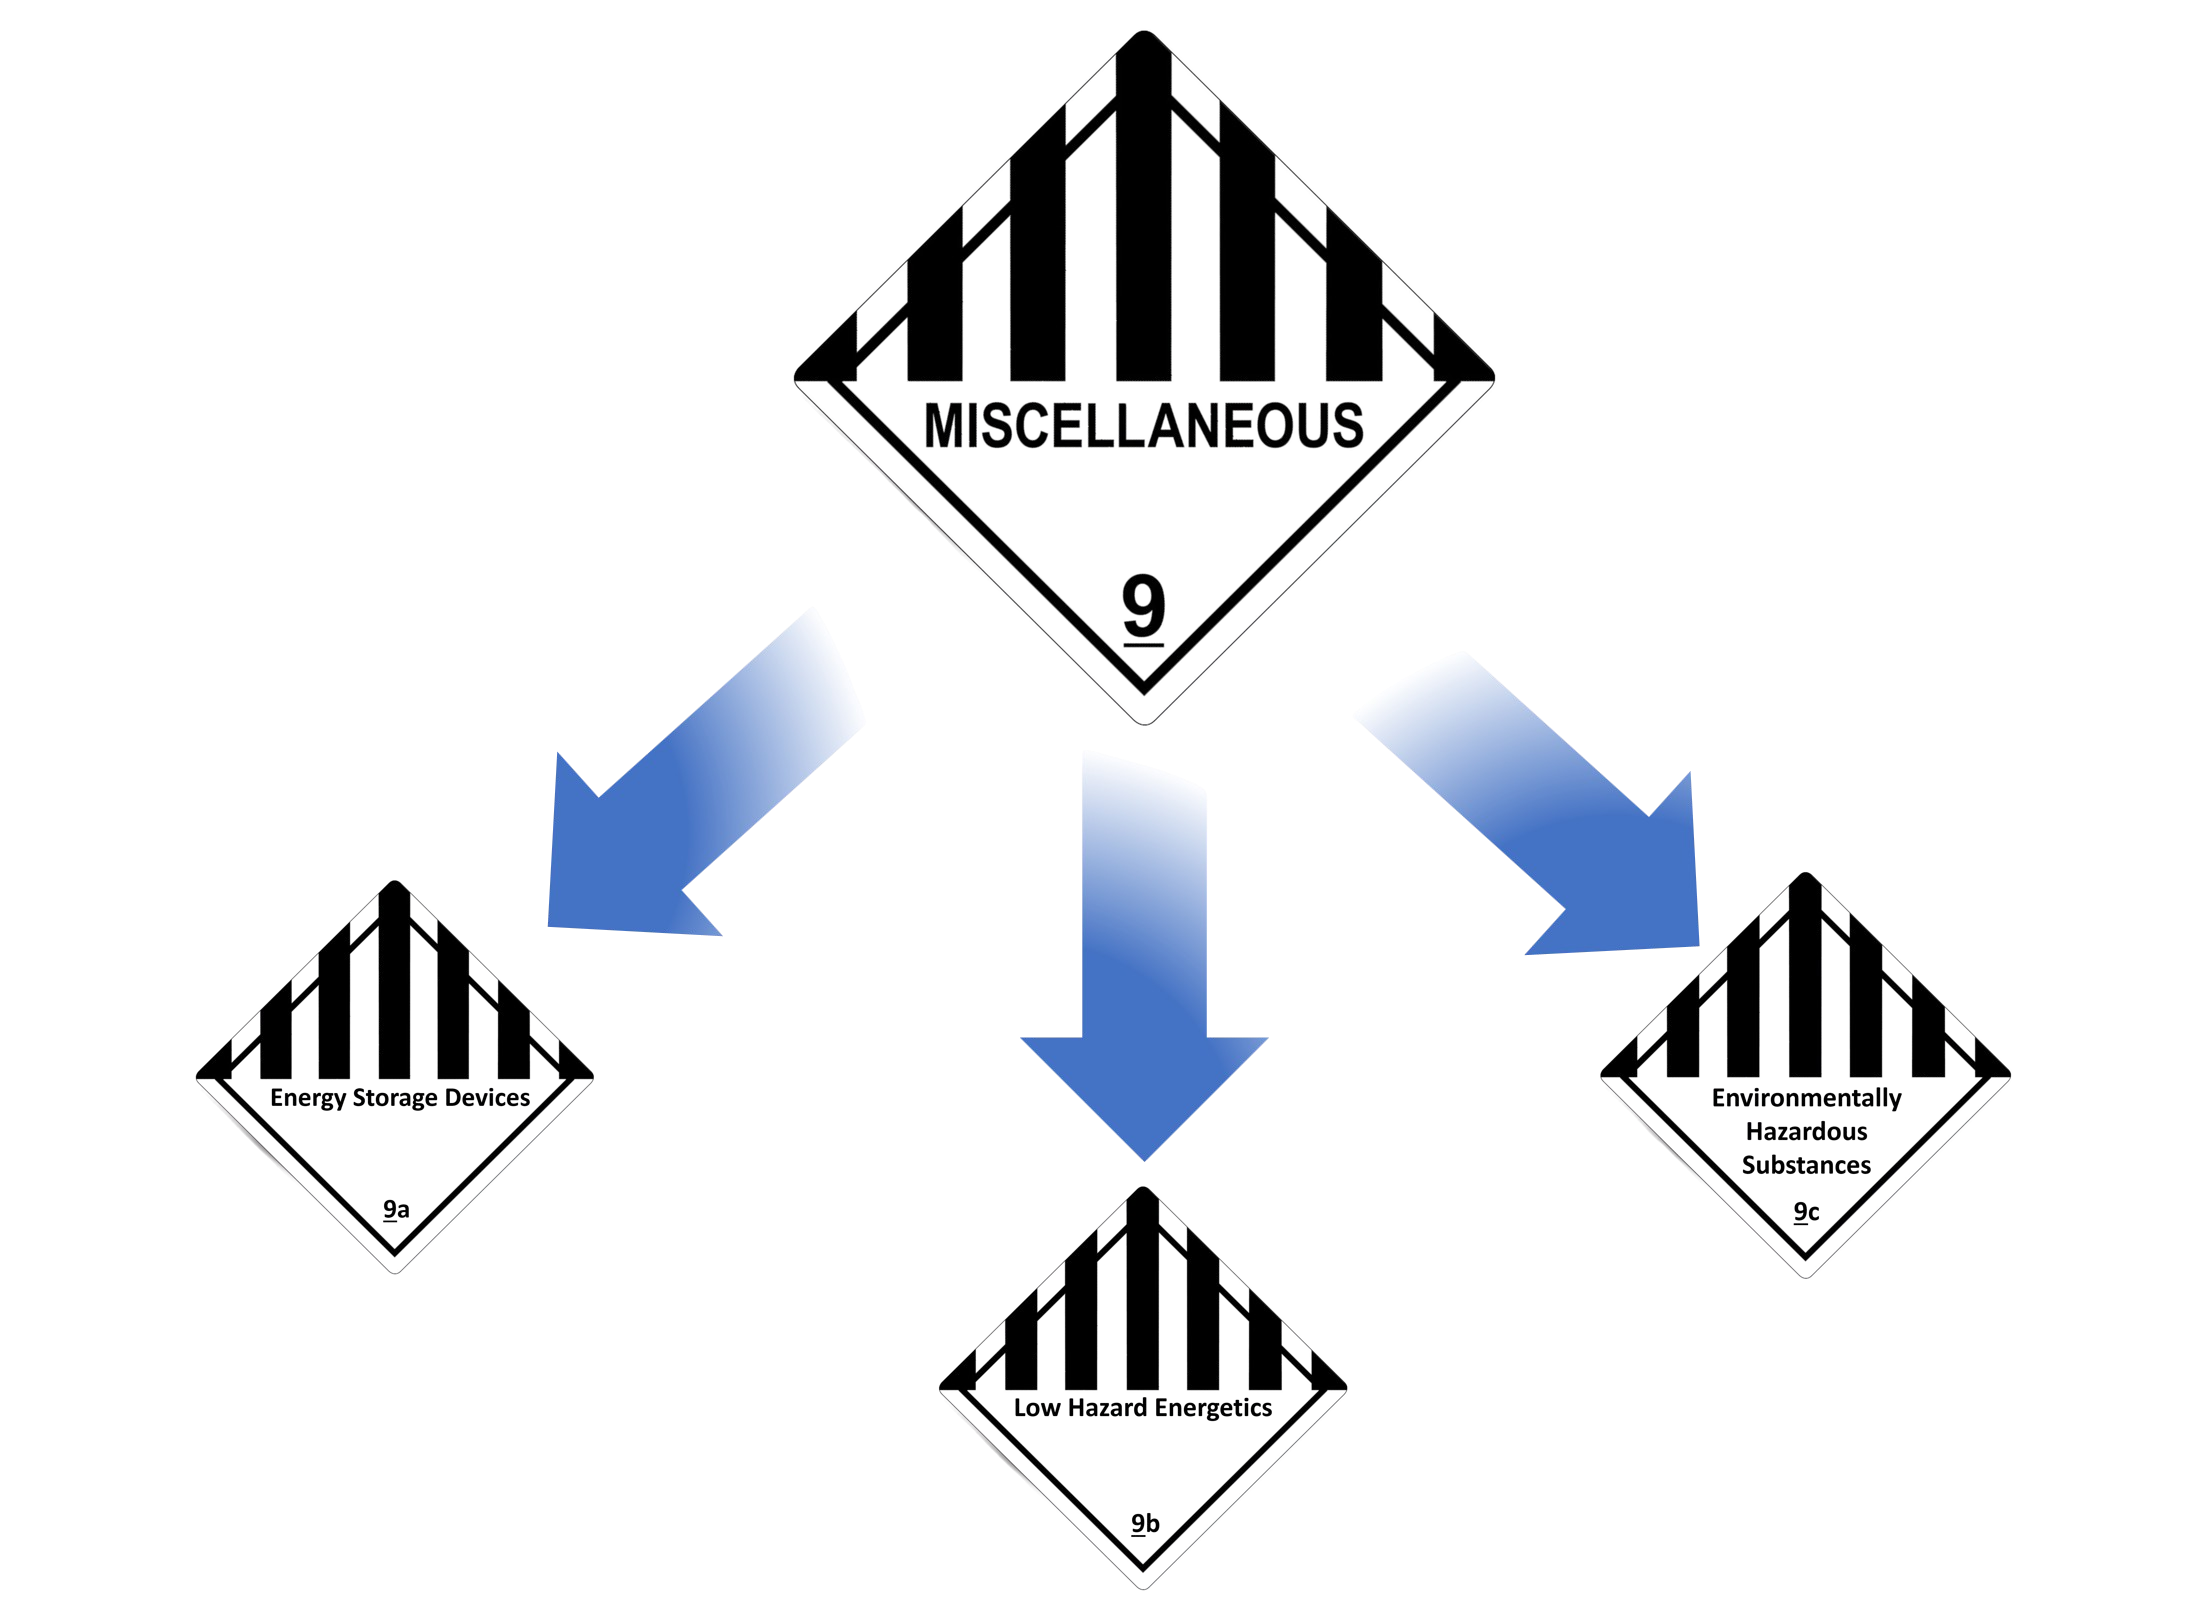 MISCELLANEOUS
9
Energy Storage Devices
9a
Low Hazard Energetics
9b
Environmentally
Hazardous
Substances
9c